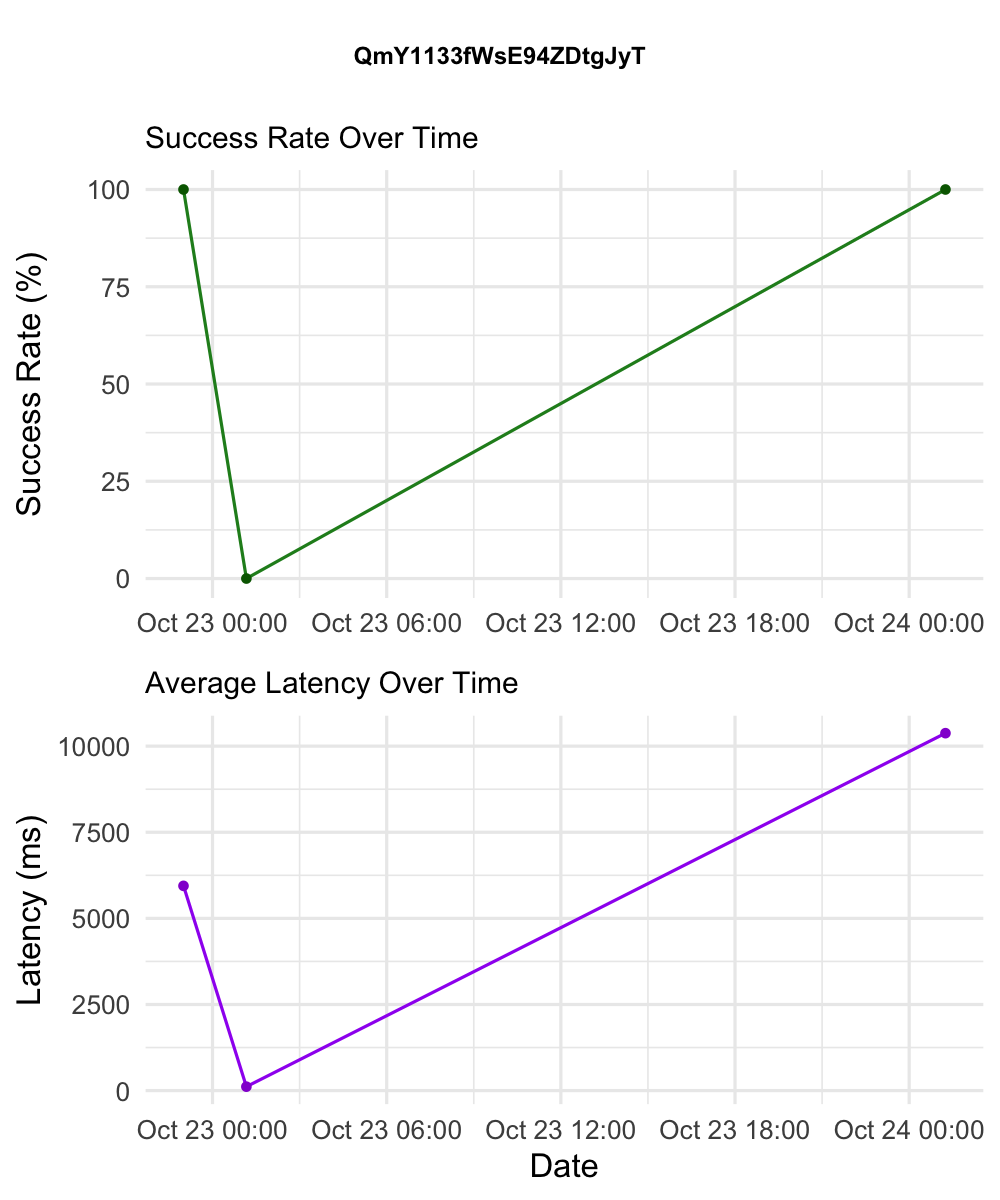 QmY1133fWsE94ZDtgJyT
Success Rate Over Time
Success Rate (%)
100
75
50
25
0
Oct 23 00:00 Oct 23 06:00 Oct 23 12:00 Oct 23 18:00 Oct 24 00:00
Average Latency Over Time
Latency (ms)
10000
7500
5000
2500
0
Oct 23 00:00 Oct 23 06:00 Oct 23 12:00 Oct 23 18:00 Oct 24 00:00
Date